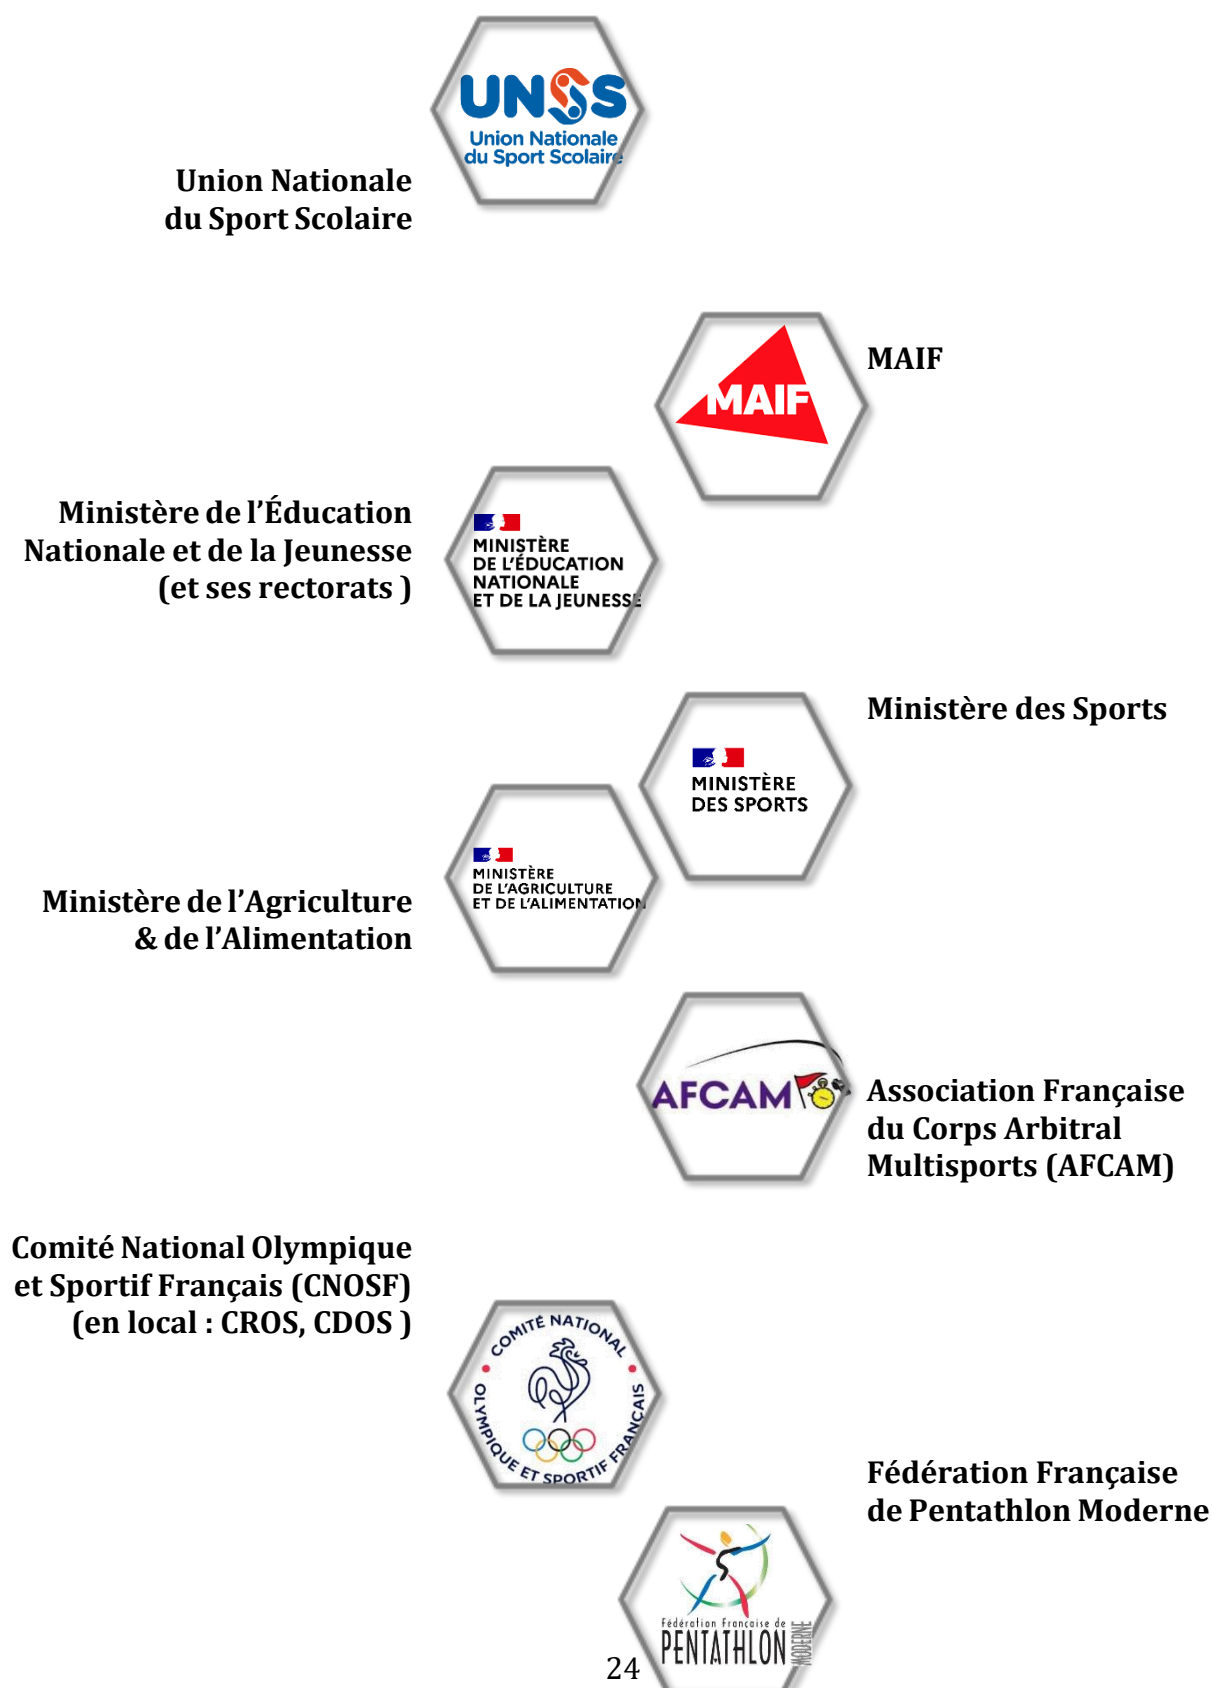 UNSS
Union Nationale
du Sport Scolaire
Union Nationale
du Sport Scolaire
MAIF
MAIF
Ministère de l’Éducation
Nationale et de la Jeunesse
(et ses rectorats )
MINISTÈRE
DE L’ÉDUCATION
NATIONALE
ET DE LA JEUNESSE
Ministère des Sports
MINISTÈRE
DES SPORTS
MINISTÈRE
DE L’AGRICULTURE
ET DE L’ALIMENTATION
Ministère de l’Agriculture
& de l’Alimentation
AFCAM
Association Française
du Corps Arbitral
Multisports (AFCAM)
Comité National Olympique
et Sportif Français (CNOSF)
(en local : CROS, CDOS )
COMITÉ NATIONAL
OLYMPIQUE ET SPORTIF FRANÇAIS
Fédération Française
de Pentathlon Moderne
Fédération Française de
PENTATHLON
MODERNE
24